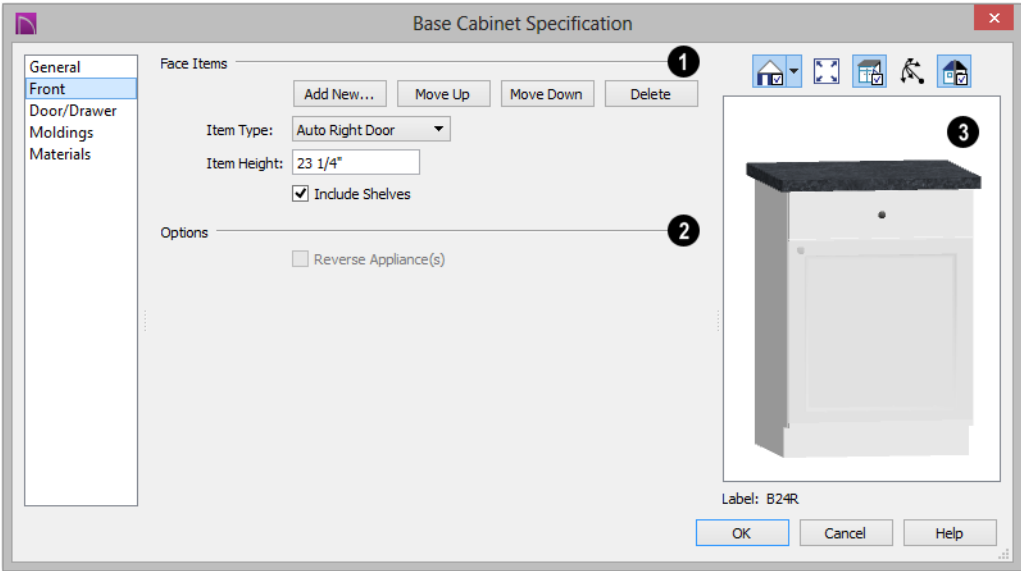 Base Cabinet Specification
General
Front
Door/Drawer
Moldings
Materials
Face Items 1
Add New... Move Up Move Down Delete
Item Type: Auto Right Door
Item Height: 23 1/4"
Include Shelves
Options 2
Reverse Appliance(s)
3
Label: B24R
OK Cancel Help